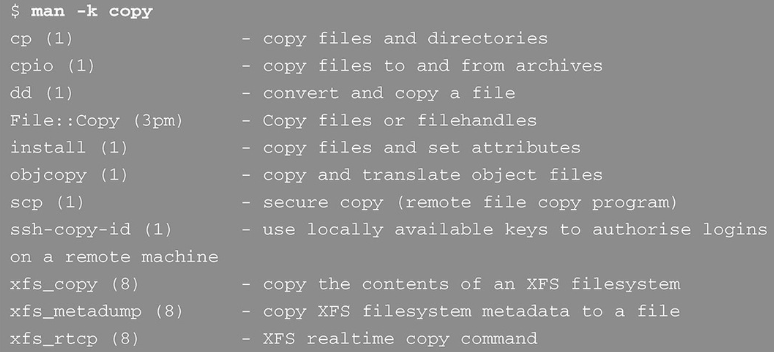 $ man -k copy
cp (1) - copy files and directories
cpio (1) - copy files to and from archives
dd (1) - convert and copy a file
File::Copy (3pm) - Copy files or filehandles
install (1) - copy files and set attributes
objcopy (1) - copy and translate object files
scp (1) - secure copy (remote file copy program)
ssh-copy-id (1) - use locally available keys to authorise logins
on a remote machine
xfs_copy (8) - copy the contents of an XFS filesystem
xfs_metadump (8) - copy XFS filesystem metadata to a file
xfs_rtcp (8) - XFS realtime copy command